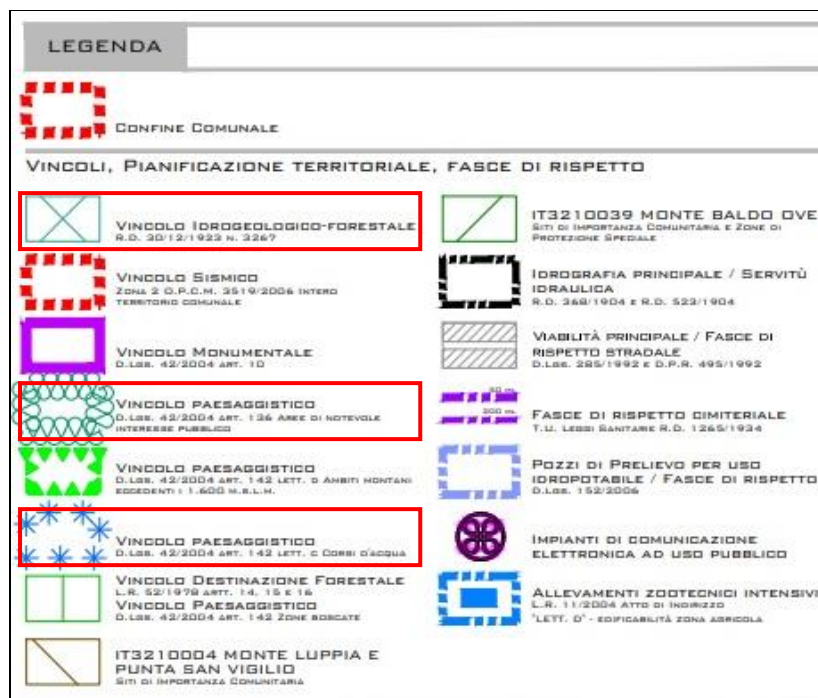 LEGENDA
CONFINE COMUNALE
VINCOLI, PIANIFICAZIONE TERRITORIALE, FASCE DI RISPETTO
VINCOLO IDROGEOLOGICO-FORESTALE
R.D. 30/12/1923 N. 3267
VINCOLO SISMICO
ZONA 2 O.P.C.M. 3519/2006 INTERO
TERRITORIO COMUNALE
VINCOLO MONUMENTALE
D.LGS. 42/2004 ART. 10
VINCOLO PAESAGGISTICO
D.LGS. 42/2004 ART. 136 AREE DI NOTEVOLE
INTERESSE PUBBLICO
VINCOLO PAESAGGISTICO
D.LGS. 42/2004 ART. 142 LETT. D AMBITI MONTANI
ECCEDENTI I 1.600 M.S.L.M.
VINCOLO PAESAGGISTICO
D.LGS. 42/2004 ART. 142 LETT. C CORSI D'ACQUA
VINCOLO DESTINAZIONE FORESTALE
L.R. 52/1978 ARTT. 14, 15 E 16
VINCOLO PAESAGGISTICO
D.LGS. 42/2004 ART. 142 ZONE BOSCATE
IT3210004 MONTE LUPPIA E
PUNTA SAN VIGILIO
SITI DI IMPORTANZA COMUNITARIA
IT3210039 MONTE BALDO OVE
SITI DI IMPORTANZA COMUNITARIA E ZONE DI
PROTEZIONE SPECIALE
IDROGRAFIA PRINCIPALE / SERVITÙ
IDRAULICA
R.D. 368/1904 E R.D. 523/1904
VIABILITÀ PRINCIPALE / FASCE DI
RISPETTO STRADALE
D.LGS. 285/1992 E D.P.R. 495/1992
50 ML
200 ML
FASCE DI RISPETTO CIMITERIALE
T.U. LEGGI SANITARIE R.D. 1265/1934
POZZI DI PRELIEVO PER USO
IDROPOTABILE / FASCE DI RISPETTO
D.LGS. 152/2006
IMPIANTI DI COMUNICAZIONE
ELETTRONICA AD USO PUBBLICO
ALLEVAMENTI ZOOTECNICI INTENSIVI
L.R. 11/2004 ATTO DI INDIRIZZO
"LETT. D" - EDIFICABILITÀ ZONA AGRICOLA